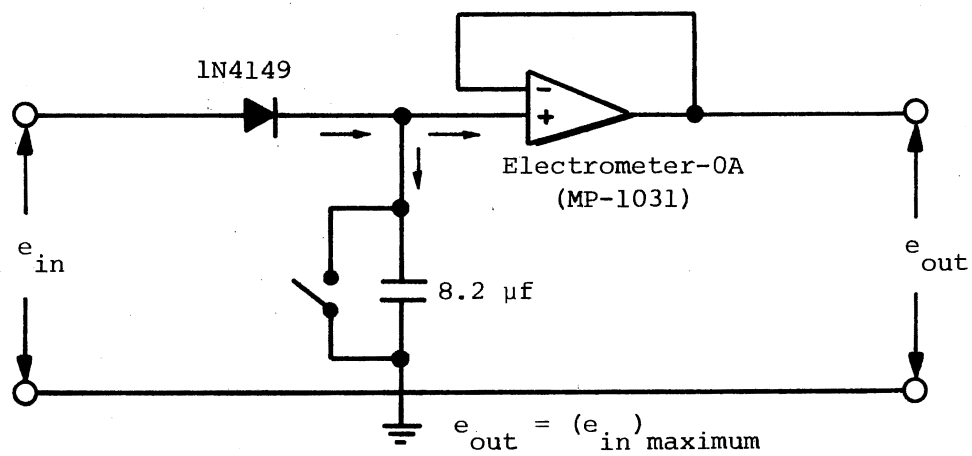 1N4149
-
+
Electrometer-OA
(MP-1031)
e in
e out
8.2 µf
e out = (e in) maximum